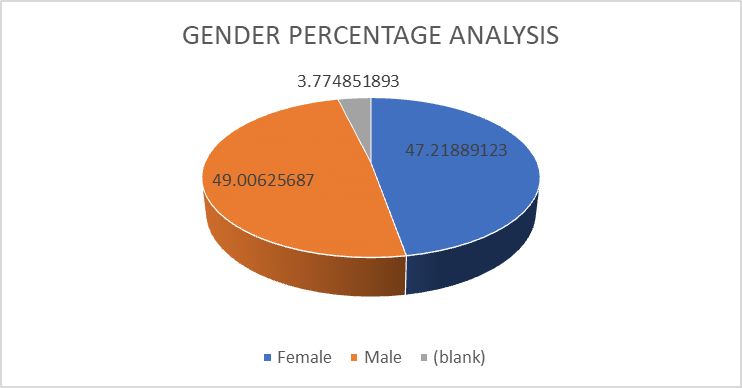 GENDER PERCENTAGE ANALYSIS
3.774851893
47.21889123
49.00625687
Female Male (blank)